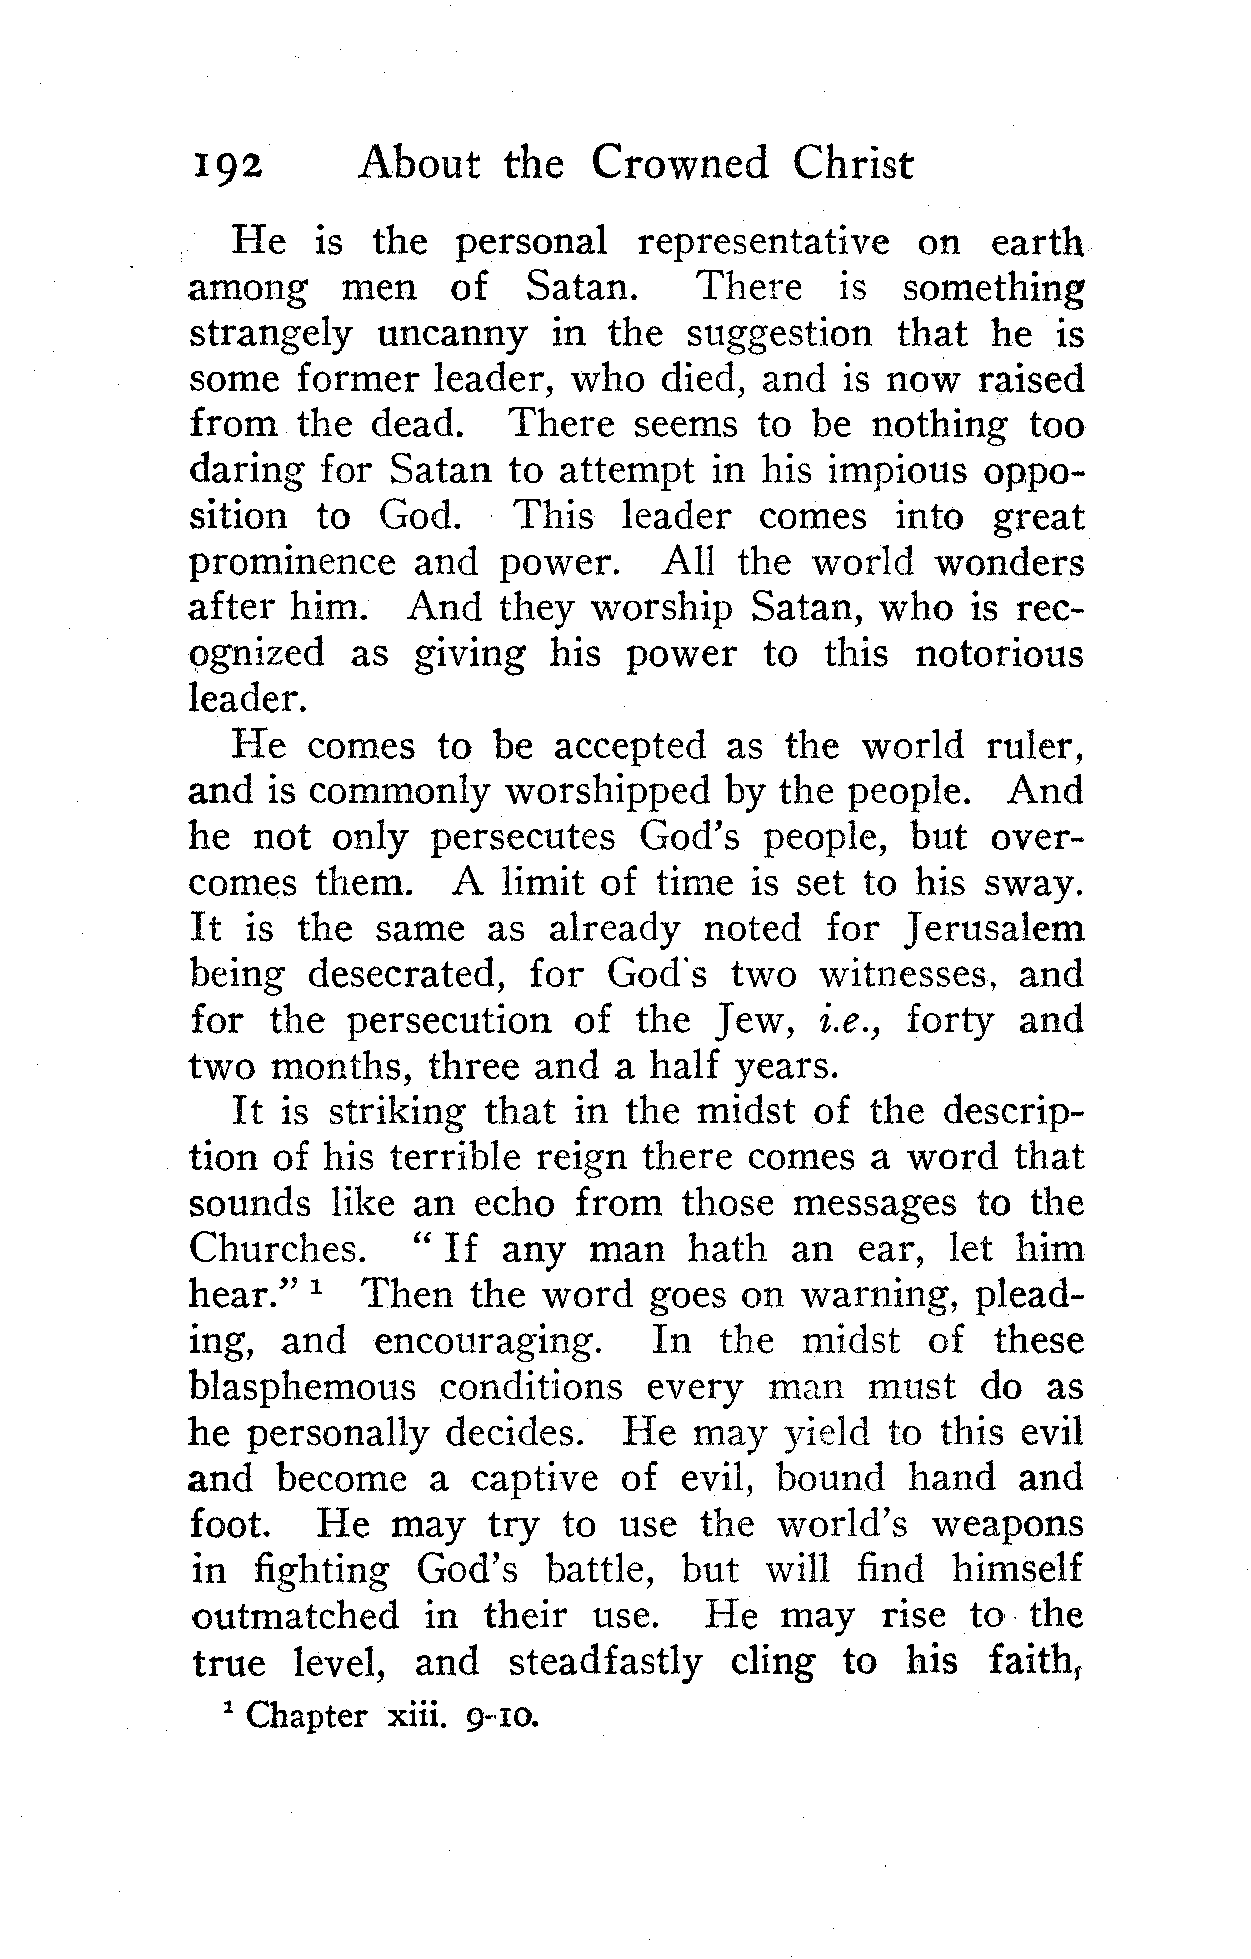 192 About the Crowned Christ
He is the personal representative on earth
among men of Satan. There is something
strangely uncanny in the suggestion that he is
some former leader, who died, and is now raised
from the dead. There seems to be nothing too
daring for Satan to attempt in his impious oppo-
sition to God. This leader comes into great
prominence and power. All the world wonders
after him. And they worship Satan, who is rec-
ognized as giving his power to this notorious
leader.
He comes to be accepted as the world ruler,
and is commonly worshipped by the people. And
he not only persecutes God's people, but over-
comes them. A limit of time is set to his sway.
It is the same as already noted for Jerusalem
being desecrated, for God's two witnesses, and
for the persecution of the Jew, i.e., forty and
two months, three and a half years.
It is striking that in the midst of the descrip-
tion of his terrible reign there comes a word that
sounds like an echo from those messages to the
Churches. "If any man hath an ear, let him
hear." ¹ Then the word goes on warning, plead-
ing, and encouraging. In the midst of these
blasphemous conditions every man must do as
he personally decides. He may yield to this evil
and become a captive of evil, bound hand and
foot. He may try to use the world's weapons
in fighting God's battle, but will find himself
outmatched in their use. He may rise to the
true level, and steadfastly cling to his faith,
¹ Chapter xiii. 9-10.